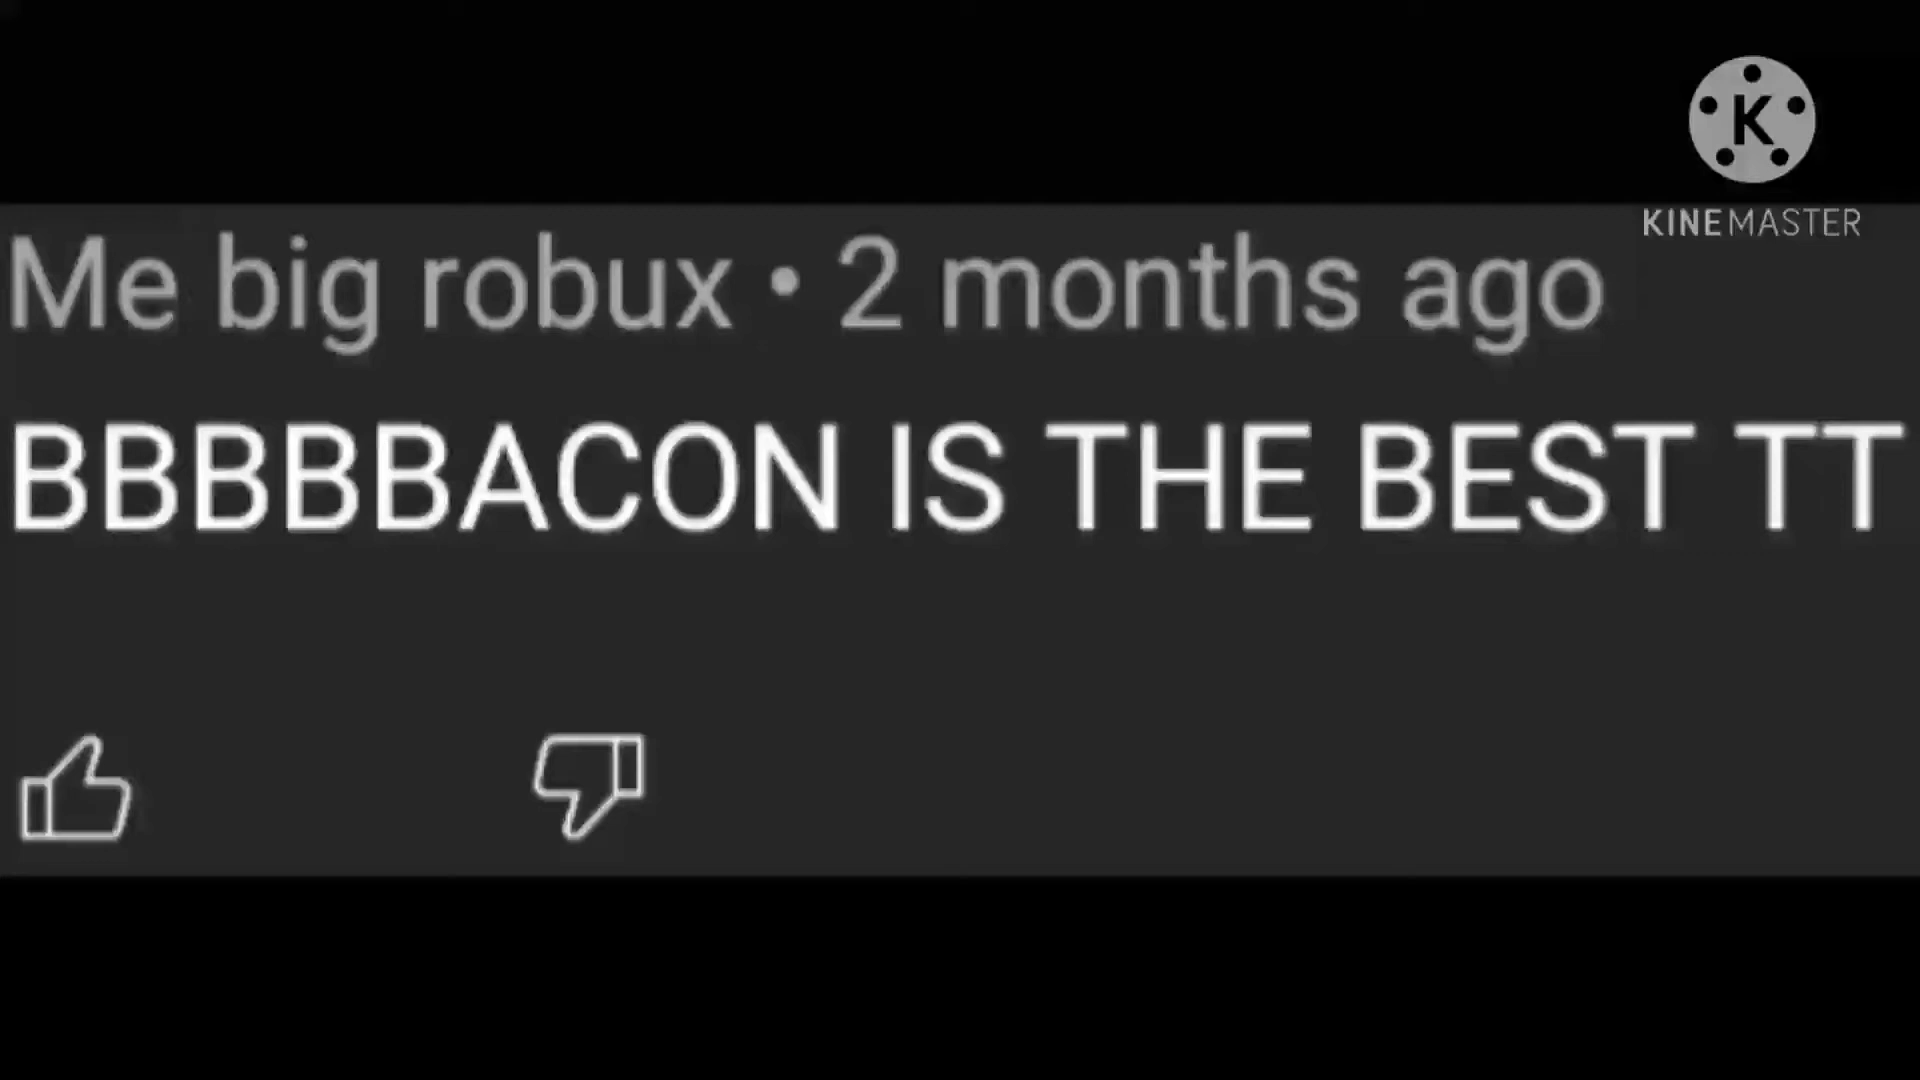 K
KINEMASTER
Me big robux • 2 months ago
BBBBBACON IS THE BEST TT